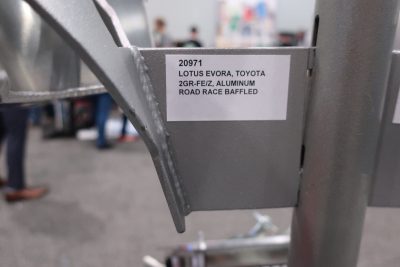 20971
LOTUS EVORA, TOYOTA
2GR-FE/Z, ALUMINUM
ROAD RACE BAFFLED